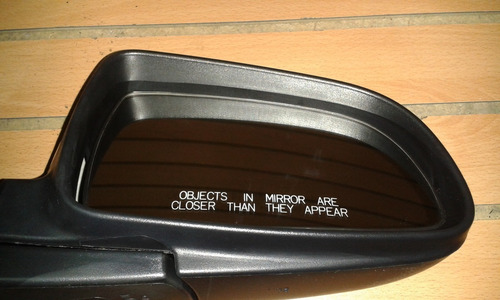 OBJECTS IN MIRROR ARE
CLOSER THAN THEY APPEAR